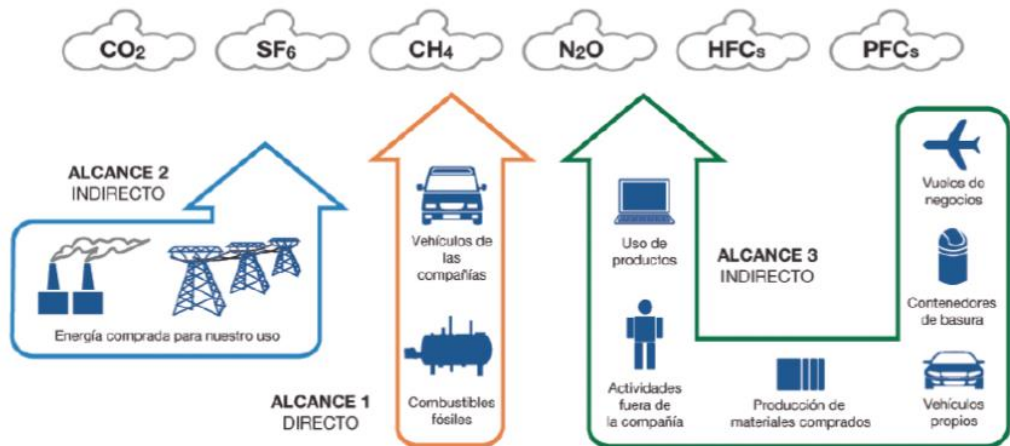 CO2
SF6
CH4
N2O
HFCs
PFCs
ALCANCE 2
INDIRECTO
Energía comprada para nuestro uso
ALCANCE 1
DIRECTO
Vehículos de
las
compañías
Combustibles
fósiles
Uso de
productos
Actividades
fuera de
la compañía
ALCANCE 3
INDIRECTO
Producción de
materiales comprados
Vuelos de
negocios
Contenedores
de basura
Vehículos
propios